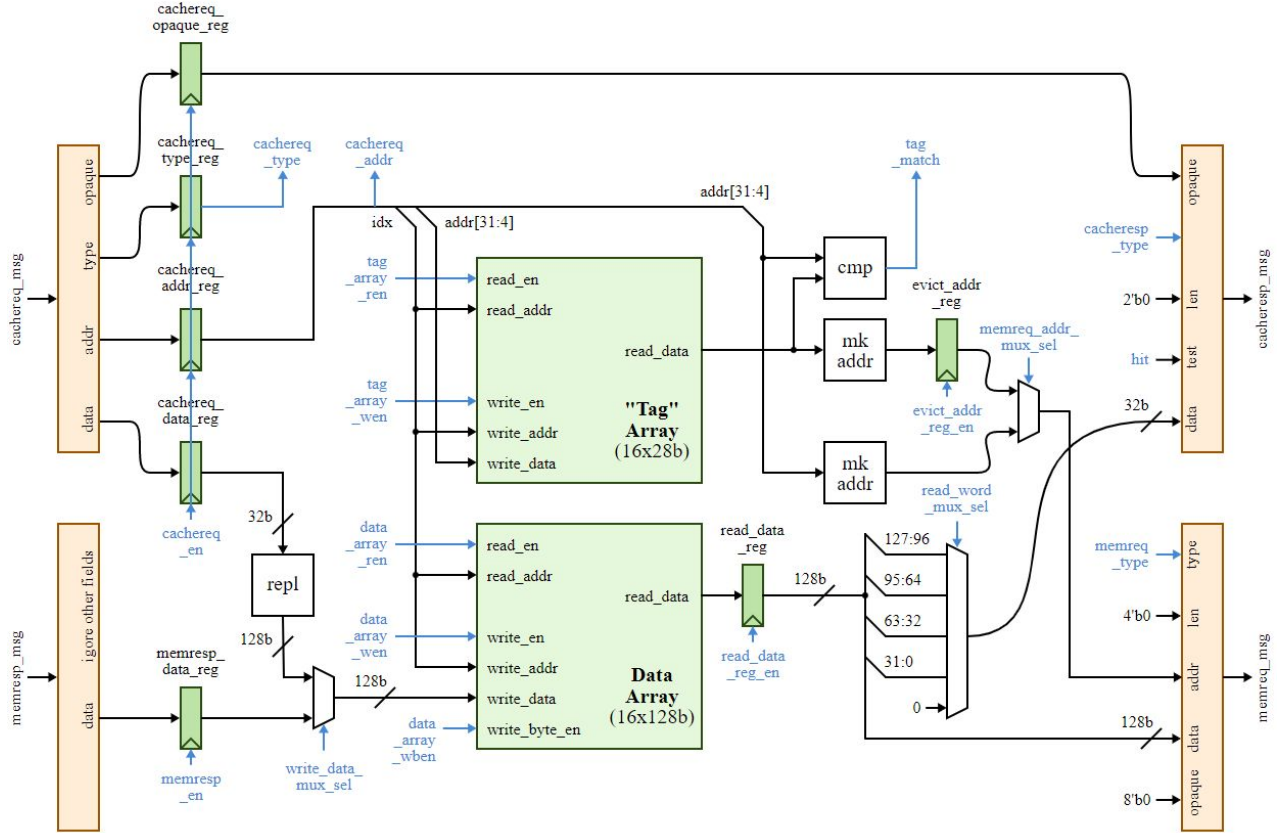 cachereq_
opaque_reg
cachereq_
type_reg
cachereq
_type
cachereq
_addr
tag
_match
cachereq_msg
opaque
type
addr
data
cachereq_
addr_reg
cachereq_
data_reg
cachereq
_en
idx
addr[31:4]
addr[31:4]
tag
_array
_ren
read_en
read_addr
read_data
tag
_array
_wen
write_en
write_addr
write_data
"Tag"
Array
(16x28b)
cmp
mk
addr
evict_addr
_reg
evict_addr
_reg_en
memreq_addr_
mux_sel
mk
addr
cacheresp
_type
2'b0
hit
32b
opaque
len
test
data
cacheresp_msg
32b
repl
128b
memresp_msg
igore other fields
data
memresp_
data_reg
memresp
_en
write_data_
mux_sel
128b
data
_array
_ren
read_en
read_addr
read_data
data
_array
_wen
write_en
write_addr
write_data
write_byte_en
data
_array
_wben
Data
Array
(16x128b)
read_data
_reg
read_data
_reg_en
128b
read_word
_mux_sel
127:96
95:64
63:32
31:0
0
memreq
_type
4'b0
128b
8'b0
type
len
addr
data
opaque
memreq_msg